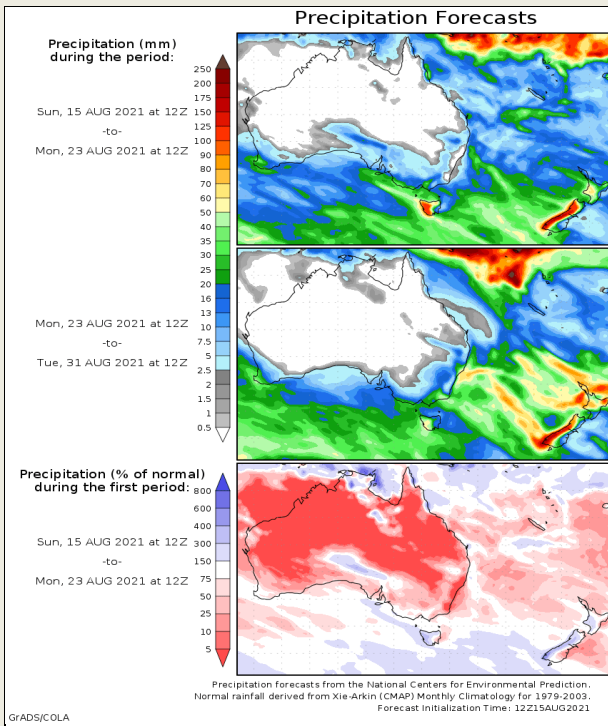 Precipitation Forecasts
Precipitation (mm)
during the period:
Sun, 15 AUG 2021 at 12Z
-to-
Mon, 23 AUG 2021 at 12Z
250
200
175
150
125
100
90
80
70
60
50
40
35
30
25
20
16
13
10
7.5
5
2.5
2
1.5
1
0.5
Mon, 23 AUG 2021 at 12Z
-to-
Tue, 31 AUG 2021 at 12Z
Precipitation (% of normal)
during the first period:
Sun, 15 AUG 2021 at 12Z
-to-
Mon, 23 AUG 2021 at 12Z
800
600
400
300
150
75
50
25
10
5
Precipitation forecasts from the National Centers for Environmental Prediction.
Normal rainfall derived from Xie-Arkin (CMAP) Monthly Climatology for 1979-2003.
Forecast Initialization Time: 12Z15AUG2021
GrADS/COLA